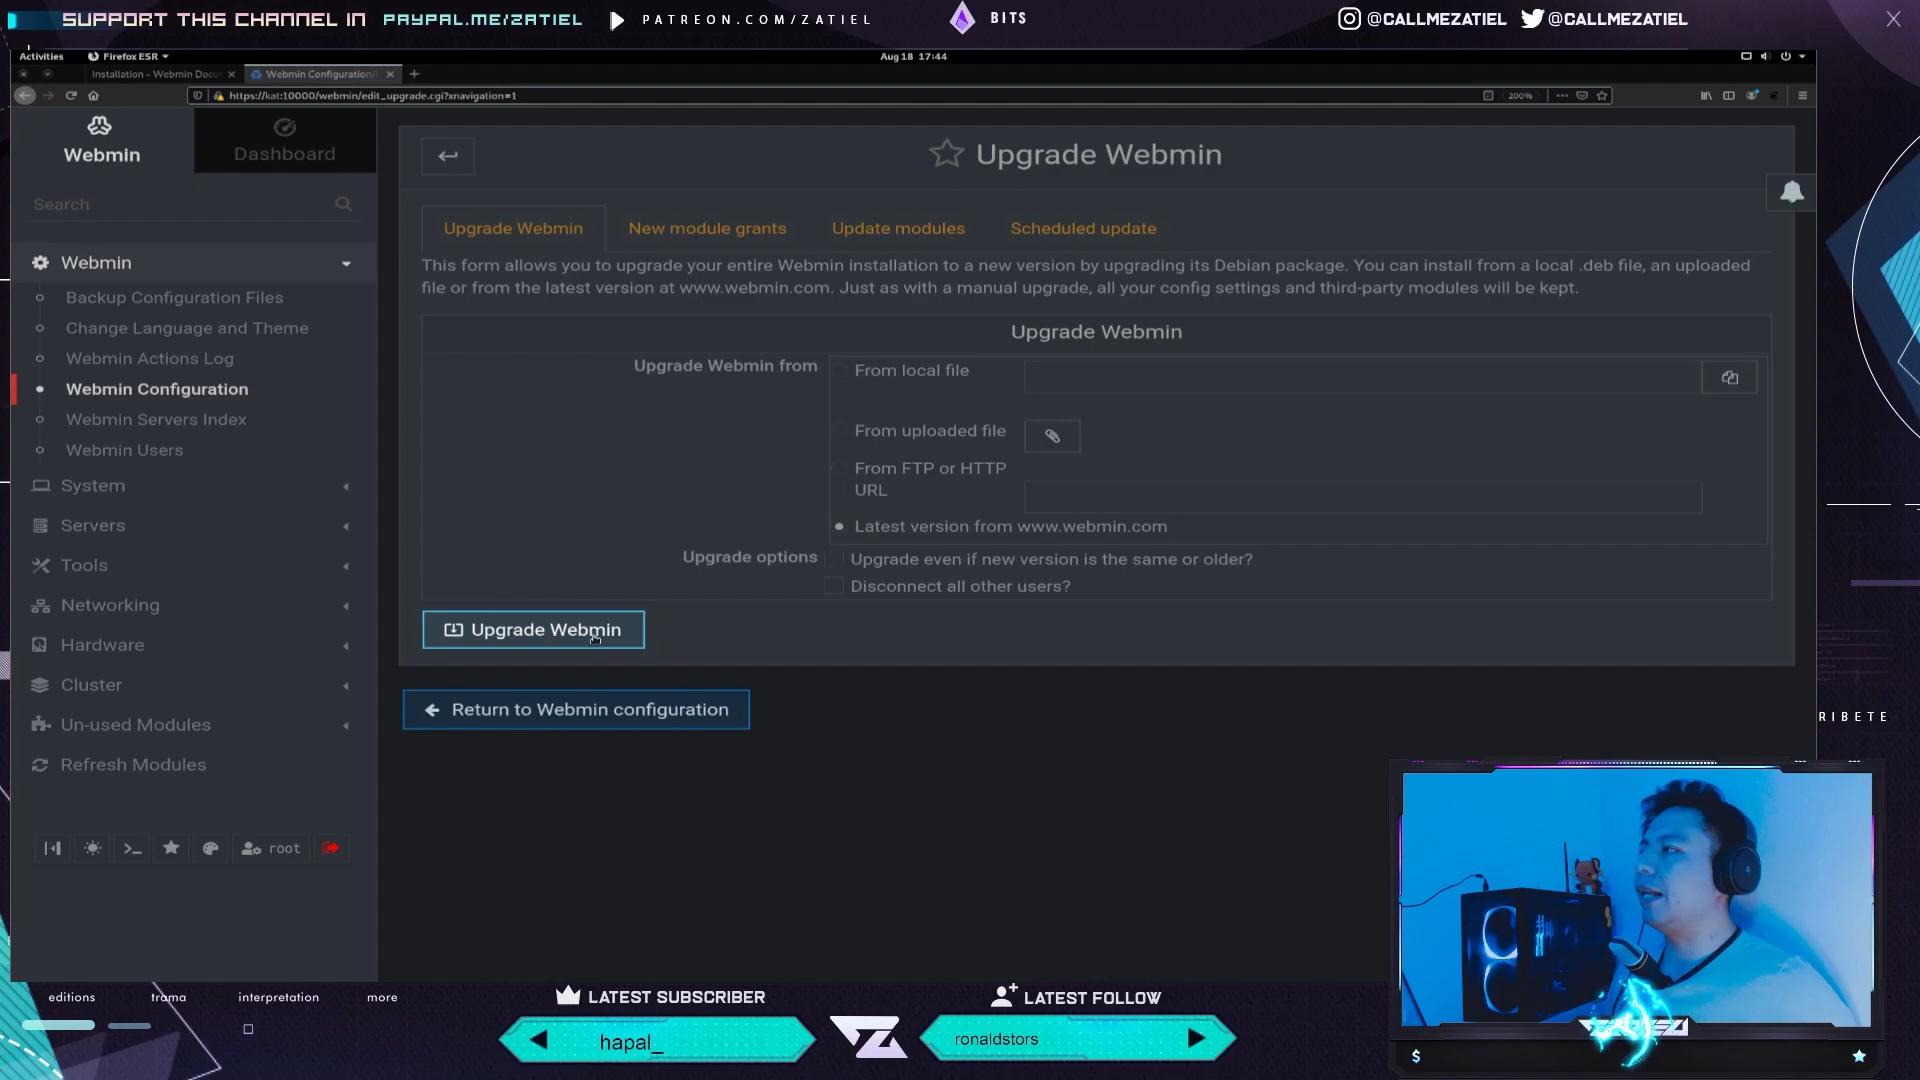 SUPPORT THIS CHANNEL IN PAYPAL.ME/ZATIEL PATREON.COM/ZATIEL BITS @CALLMEZATIEL @CALLMEZATIEL
Activities Firefox ESR Aug 18 17:44
Installation - Webmin Docu Webmin Configuration
https://kat:10000/webmin/edit_upgrade.cgi?xnavigation=1 200%
Webmin Dashboard
Search
Webmin
Backup Configuration Files
Change Language and Theme
Webmin Actions Log
Webmin Configuration
Webmin Servers Index
Webmin Users
System
Servers
Tools
Networking
Hardware
Cluster
Un-used Modules
Refresh Modules
root
Upgrade Webmin
Upgrade Webmin New module grants Update modules Scheduled update
This form allows you to upgrade your entire Webmin installation to a new version by upgrading its Debian package. You can install from a local .deb file, an uploaded
file or from the latest version at www.webmin.com. Just as with a manual upgrade, all your config settings and third-party modules will be kept.
Upgrade Webmin
Upgrade Webmin from From local file
From uploaded file
From FTP or HTTP
URL
Latest version from www.webmin.com
Upgrade options Upgrade even if new version is the same or older?
Disconnect all other users?
Upgrade Webmin
Return to Webmin configuration
RIBETE
editions trama interpretation more
LATEST SUBSCRIBER LATEST FOLLOW
hapal_ ronaldstors
$